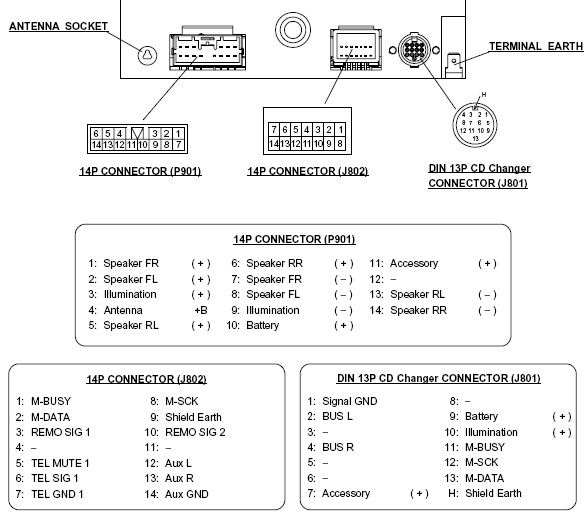 ANTENNA SOCKET
TERMINAL EARTH
H
6 5 4 3 2 1
14 13 12 11 10 9 8 7
7 6 5 4 3 2 1
14 13 12 11 10 9 8
4 3 2 1
8 7 6 5
12 11 10 9
13
14P CONNECTOR (P901)
14P CONNECTOR (J802)
DIN 13P CD Changer
CONNECTOR (J801)
14P CONNECTOR (P901)
1: Speaker FR (+) 6: Speaker RR (+) 11: Accessory (+)
2: Speaker FL (+) 7: Speaker FR (–) 12: –
3: Illumination (+) 8: Speaker FL (–) 13: Speaker RL (–)
4: Antenna +B 9: Illumination (–) 14: Speaker RR (–)
5: Speaker RL (+) 10: Battery (+)
14P CONNECTOR (J802)
1: M-BUSY 8: M-SCK
2: M-DATA 9: Shield Earth
3: REMO SIG 1 10: REMO SIG 2
4: – 11: –
5: TEL MUTE 1 12: Aux L
6: TEL SIG 1 13: Aux R
7: TEL GND 1 14: Aux GND
DIN 13P CD Changer CONNECTOR (J801)
1: Signal GND 8: –
2: BUS L 9: Battery (+)
3: – 10: Illumination (+)
4: BUS R 11: M-BUSY
5: – 12: M-SCK
6: – 13: M-DATA
7: Accessory (+) H: Shield Earth